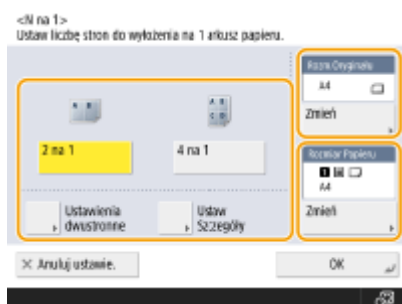 <N na 1>
Ustaw liczbę stron do wyłożenia na 1 arkusz papieru.
Rozm.Oryginału
A4
Zmień
2 na 1
4 na 1
Rozmiar Papieru
1
A4
Zmień
Ustawienia
dwustronne
Ustaw
Szczegóły
× Anuluj ustawie.
OK